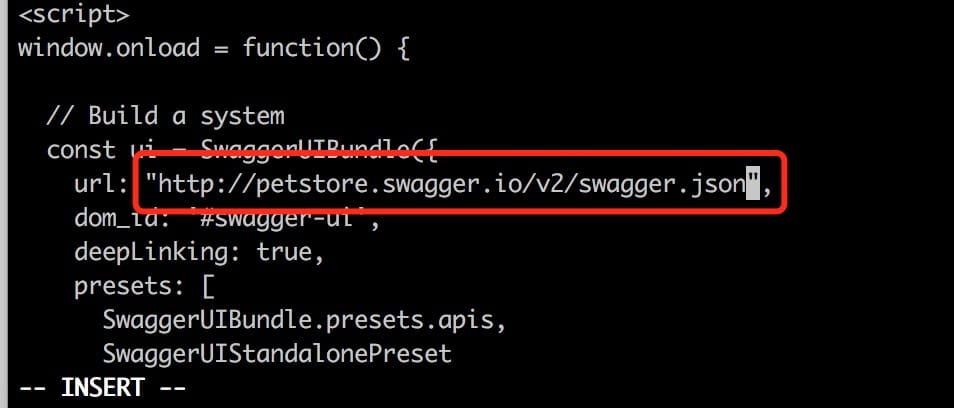 <script>
window.onload = function() {
// Build a system
const ui = SwaggerUIBundle({
url: "http://petstore.swagger.io/v2/swagger.json",
dom_id: '#swagger-ui',
deepLinking: true,
presets: [
SwaggerUIBundle.presets.apis,
SwaggerUIStandalonePreset
-- INSERT --